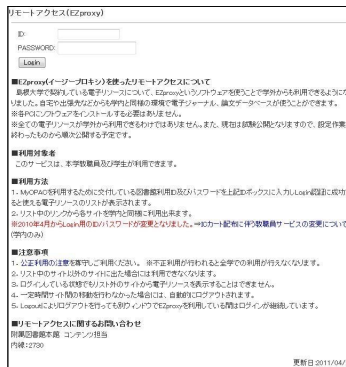 リモートアクセス(EZproxy)
ID:
PASSWORD:
Login
■EZproxy(イージープロキシ)を使ったリモートアクセスについて
島根大学で契約している電子リソースについて、EZproxyというソフトウェアを使うことで学外からも利用できるようにな
りました。自宅や出張先などからも学内と同様の環境で電子ジャーナル、論文データベースが使うことができます。
※各PCにソフトウェアをインストールする必要はありません。
※全ての電子リソースが学外から利用できるわけではありません。また、現在は試験公開となりますので、設定作業
終わったものから順次公開する予定です。
■利用対象者
このサービスは、本学教職員及び学生が利用できます。
■利用方法
1. MyOPACを利用するために交付している図書館利用ID及びパスワードを上記IDボックスに入力しLogin認証に成功
ると使える電子リソースのリストが表示されます。
2. リスト中のリンクから各サイトを学内と同様に利用出来ます。
※2010年4月からLogin用のID/パスワードが変更となりました。⇒ICカード配布に伴う教職員サービスの変更について
(学内のみ)
■注意事項
1. 公正利用の注意を尊守しご利用ください。 ※不正利用が行われると全学での利用が行えなくなります。
2. リスト中のサイト以外のサイトに出た場合には利用できなくなります。
3. ログインしている状態でもリスト外のサイトから電子リソースを表示することはできません。
4. 一定時間サイト間の移動を行わなかった場合には、自動的にログアウトされます。
5. Logoutによりログアウトを行っても別ウィンドウでEZproxyを利用している間はログインが継続しています。
■リモートアクセスに関するお問い合わせ
附属図書館本館 コンテンツ担当
内線:2730
更新日:2011/04/